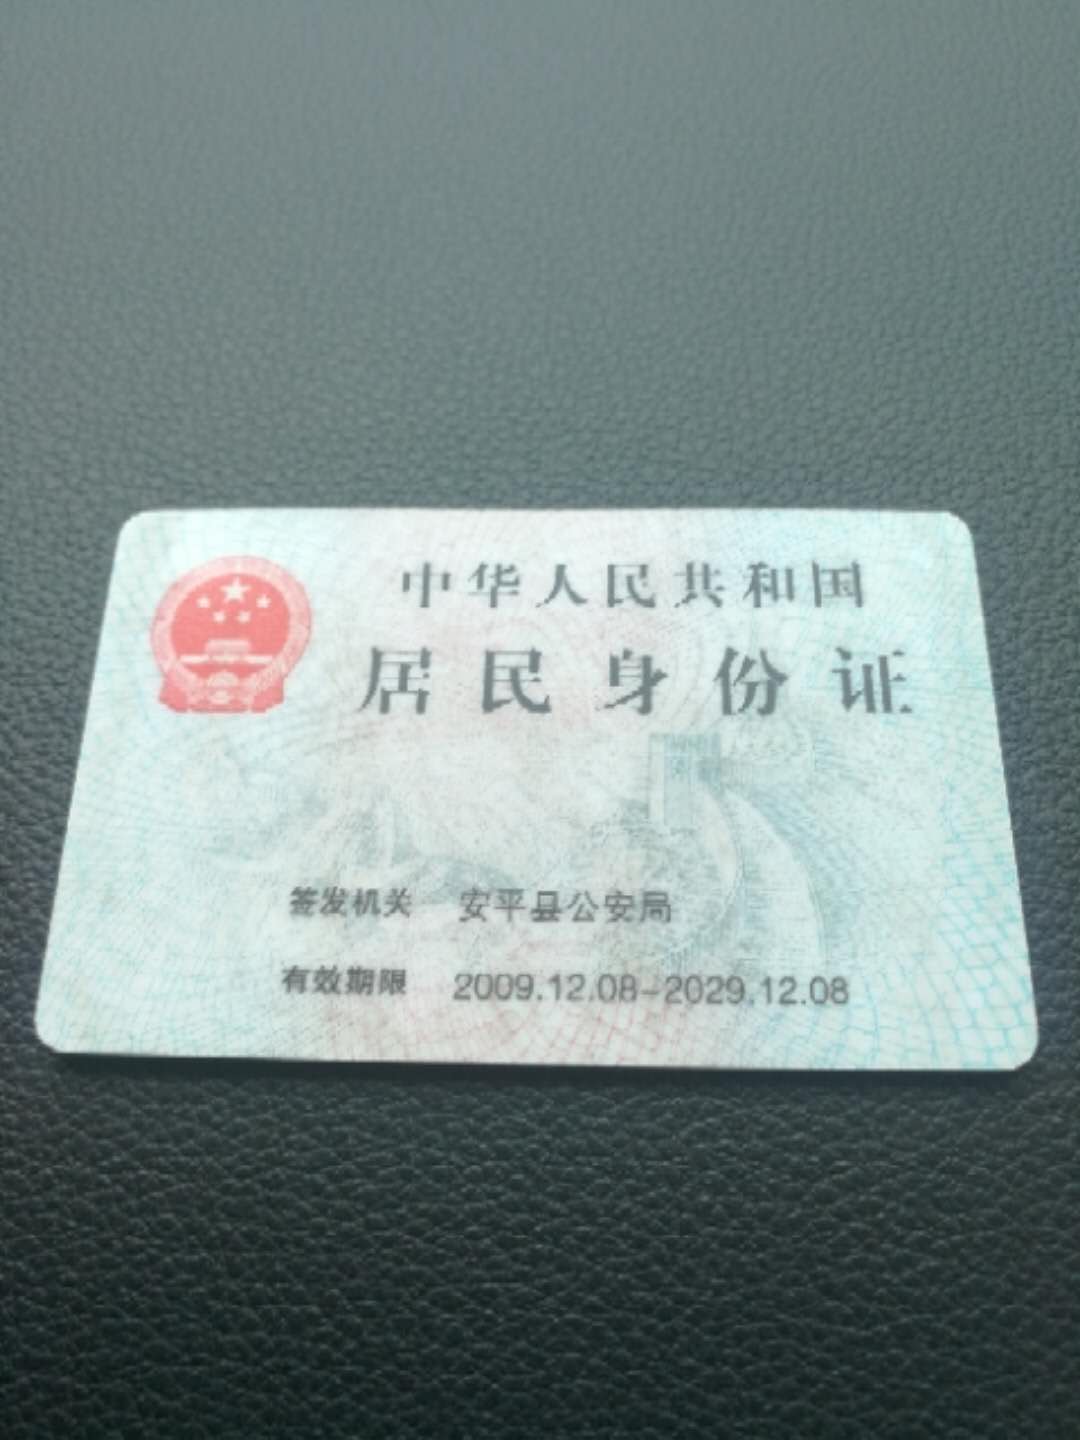 中华人民共和国
居民身份证
签发机关 安平县公安局
有效期限 2009.12.08-2029.12.08